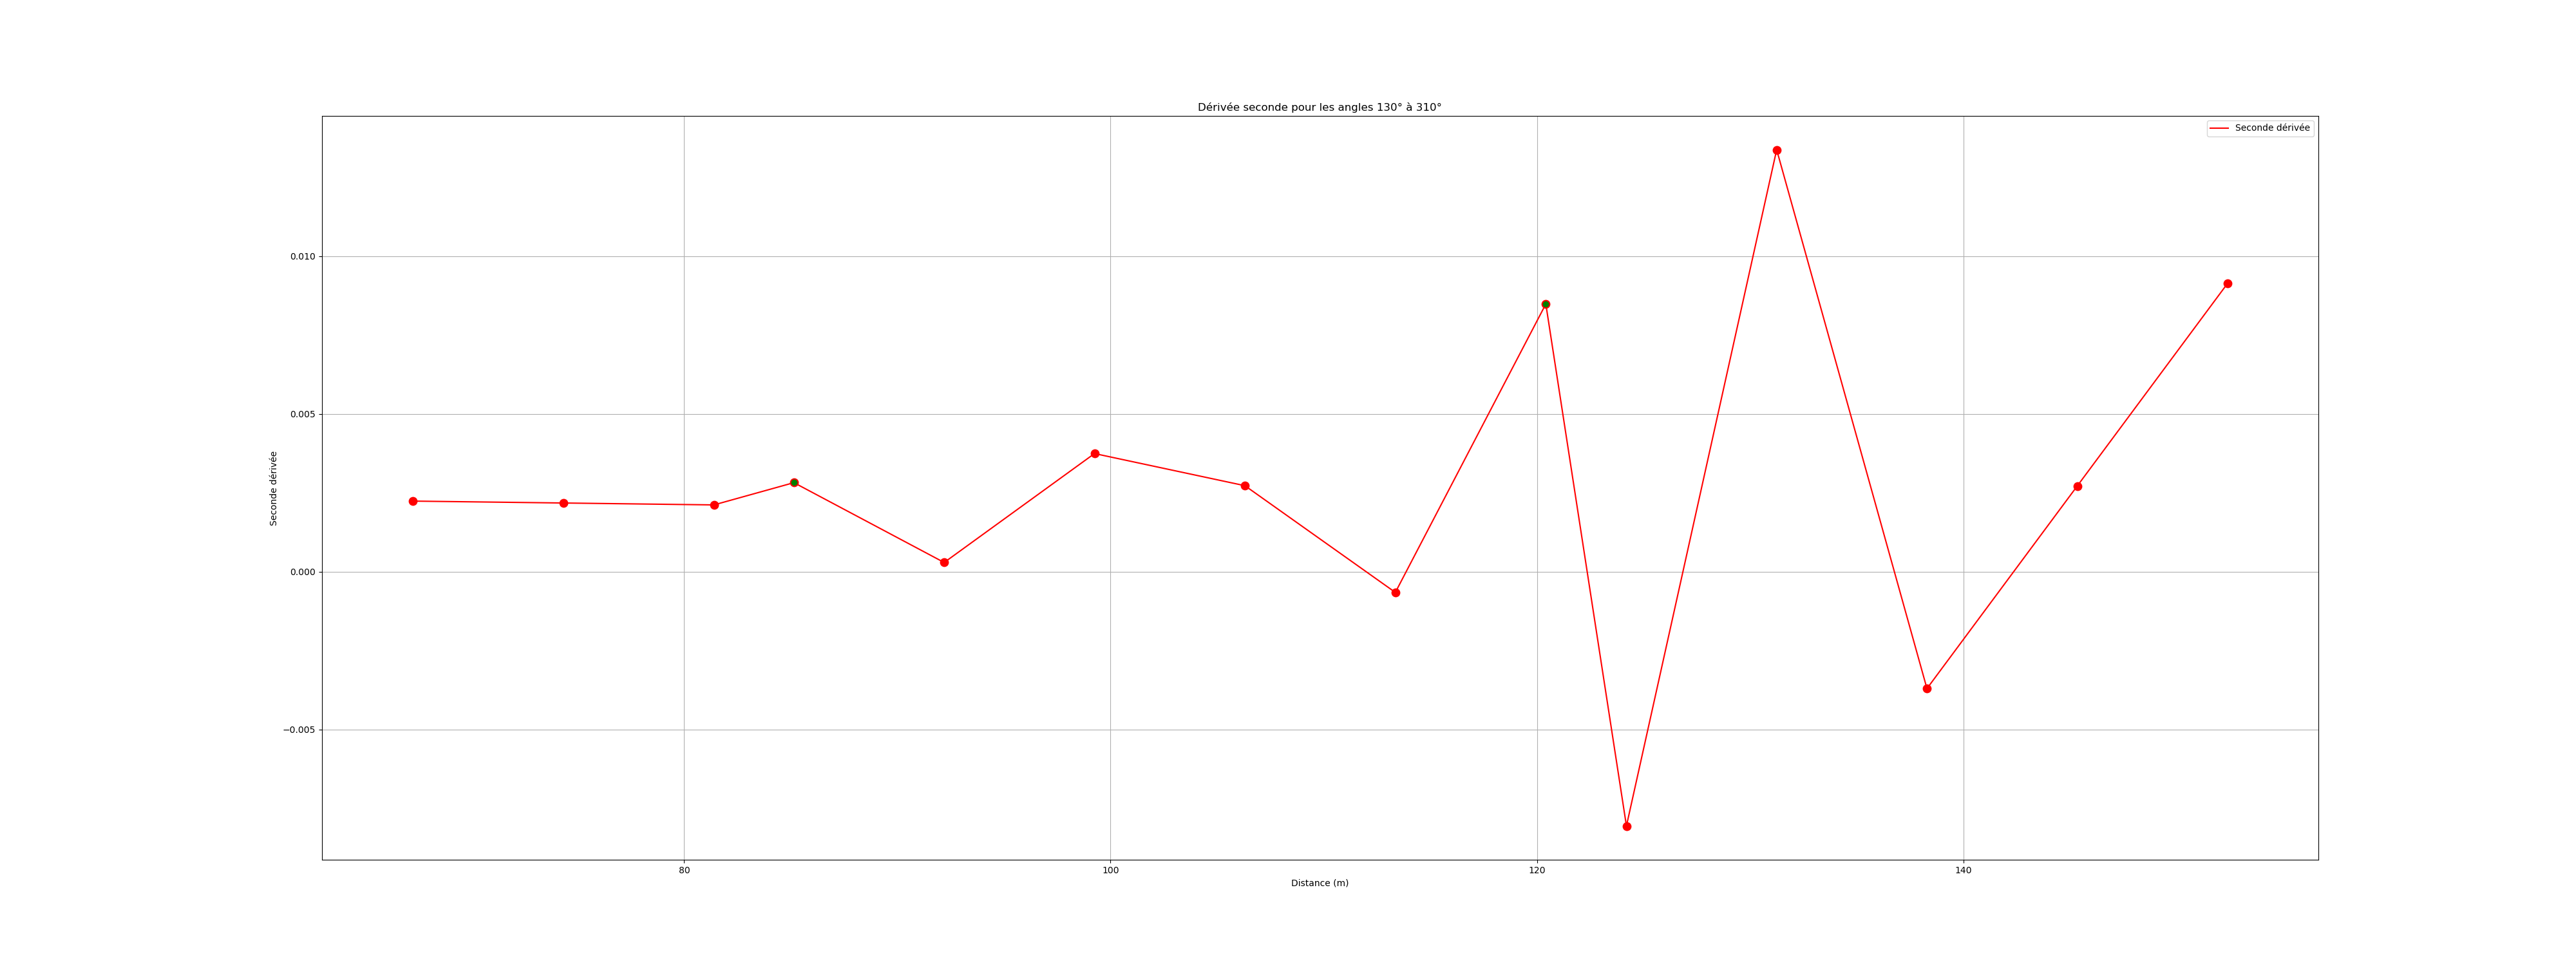 Dérivée seconde pour les angles 130° à 310°
Seconde dérivée
0.010
0.005
0.000
−0.005
Seconde dérivée
80
100
120
140
Distance (m)